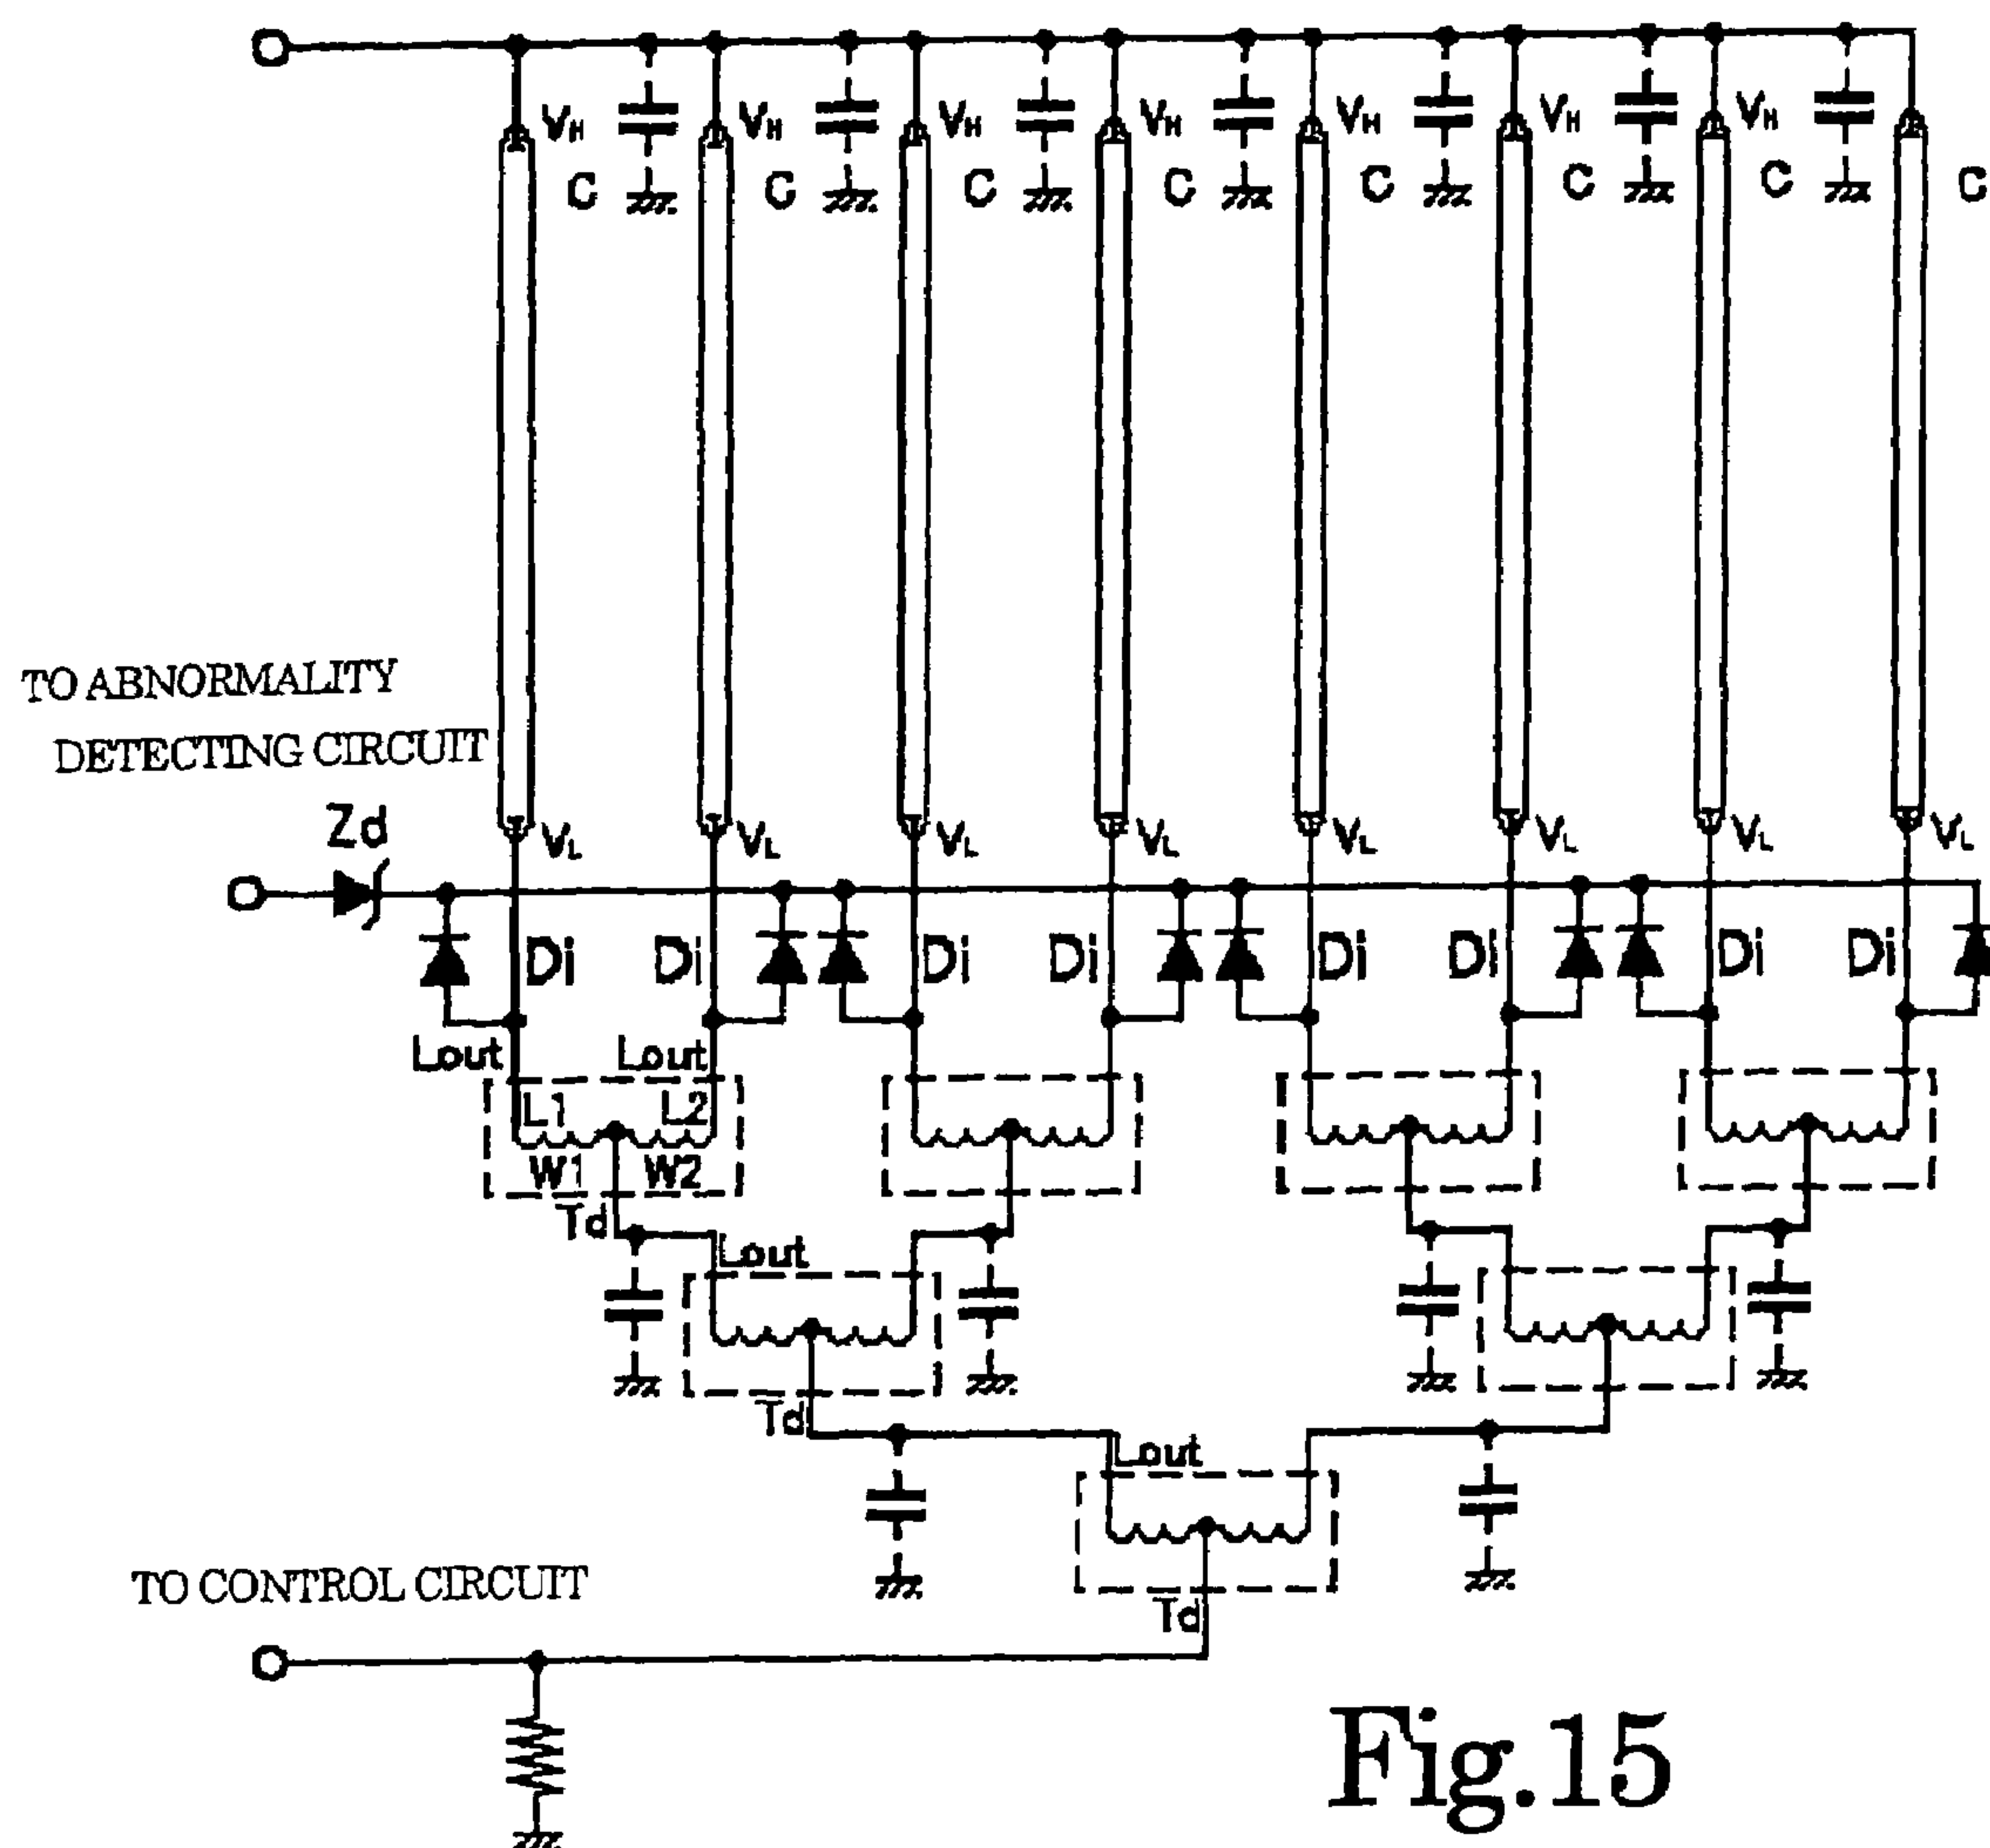 VH VH VH VH VH VH VH
C C C C C C C C
TO ABNORMALITY
DETECTING CIRCUIT
Zd
VL VL VL VL VL VL VL VL
Di Di Di Di Di Di Di Di
Lout Lout
L1 L2
W1 W2
Td
Lout
Td
Lout
TO CONTROL CIRCUIT
Td
Fig.15